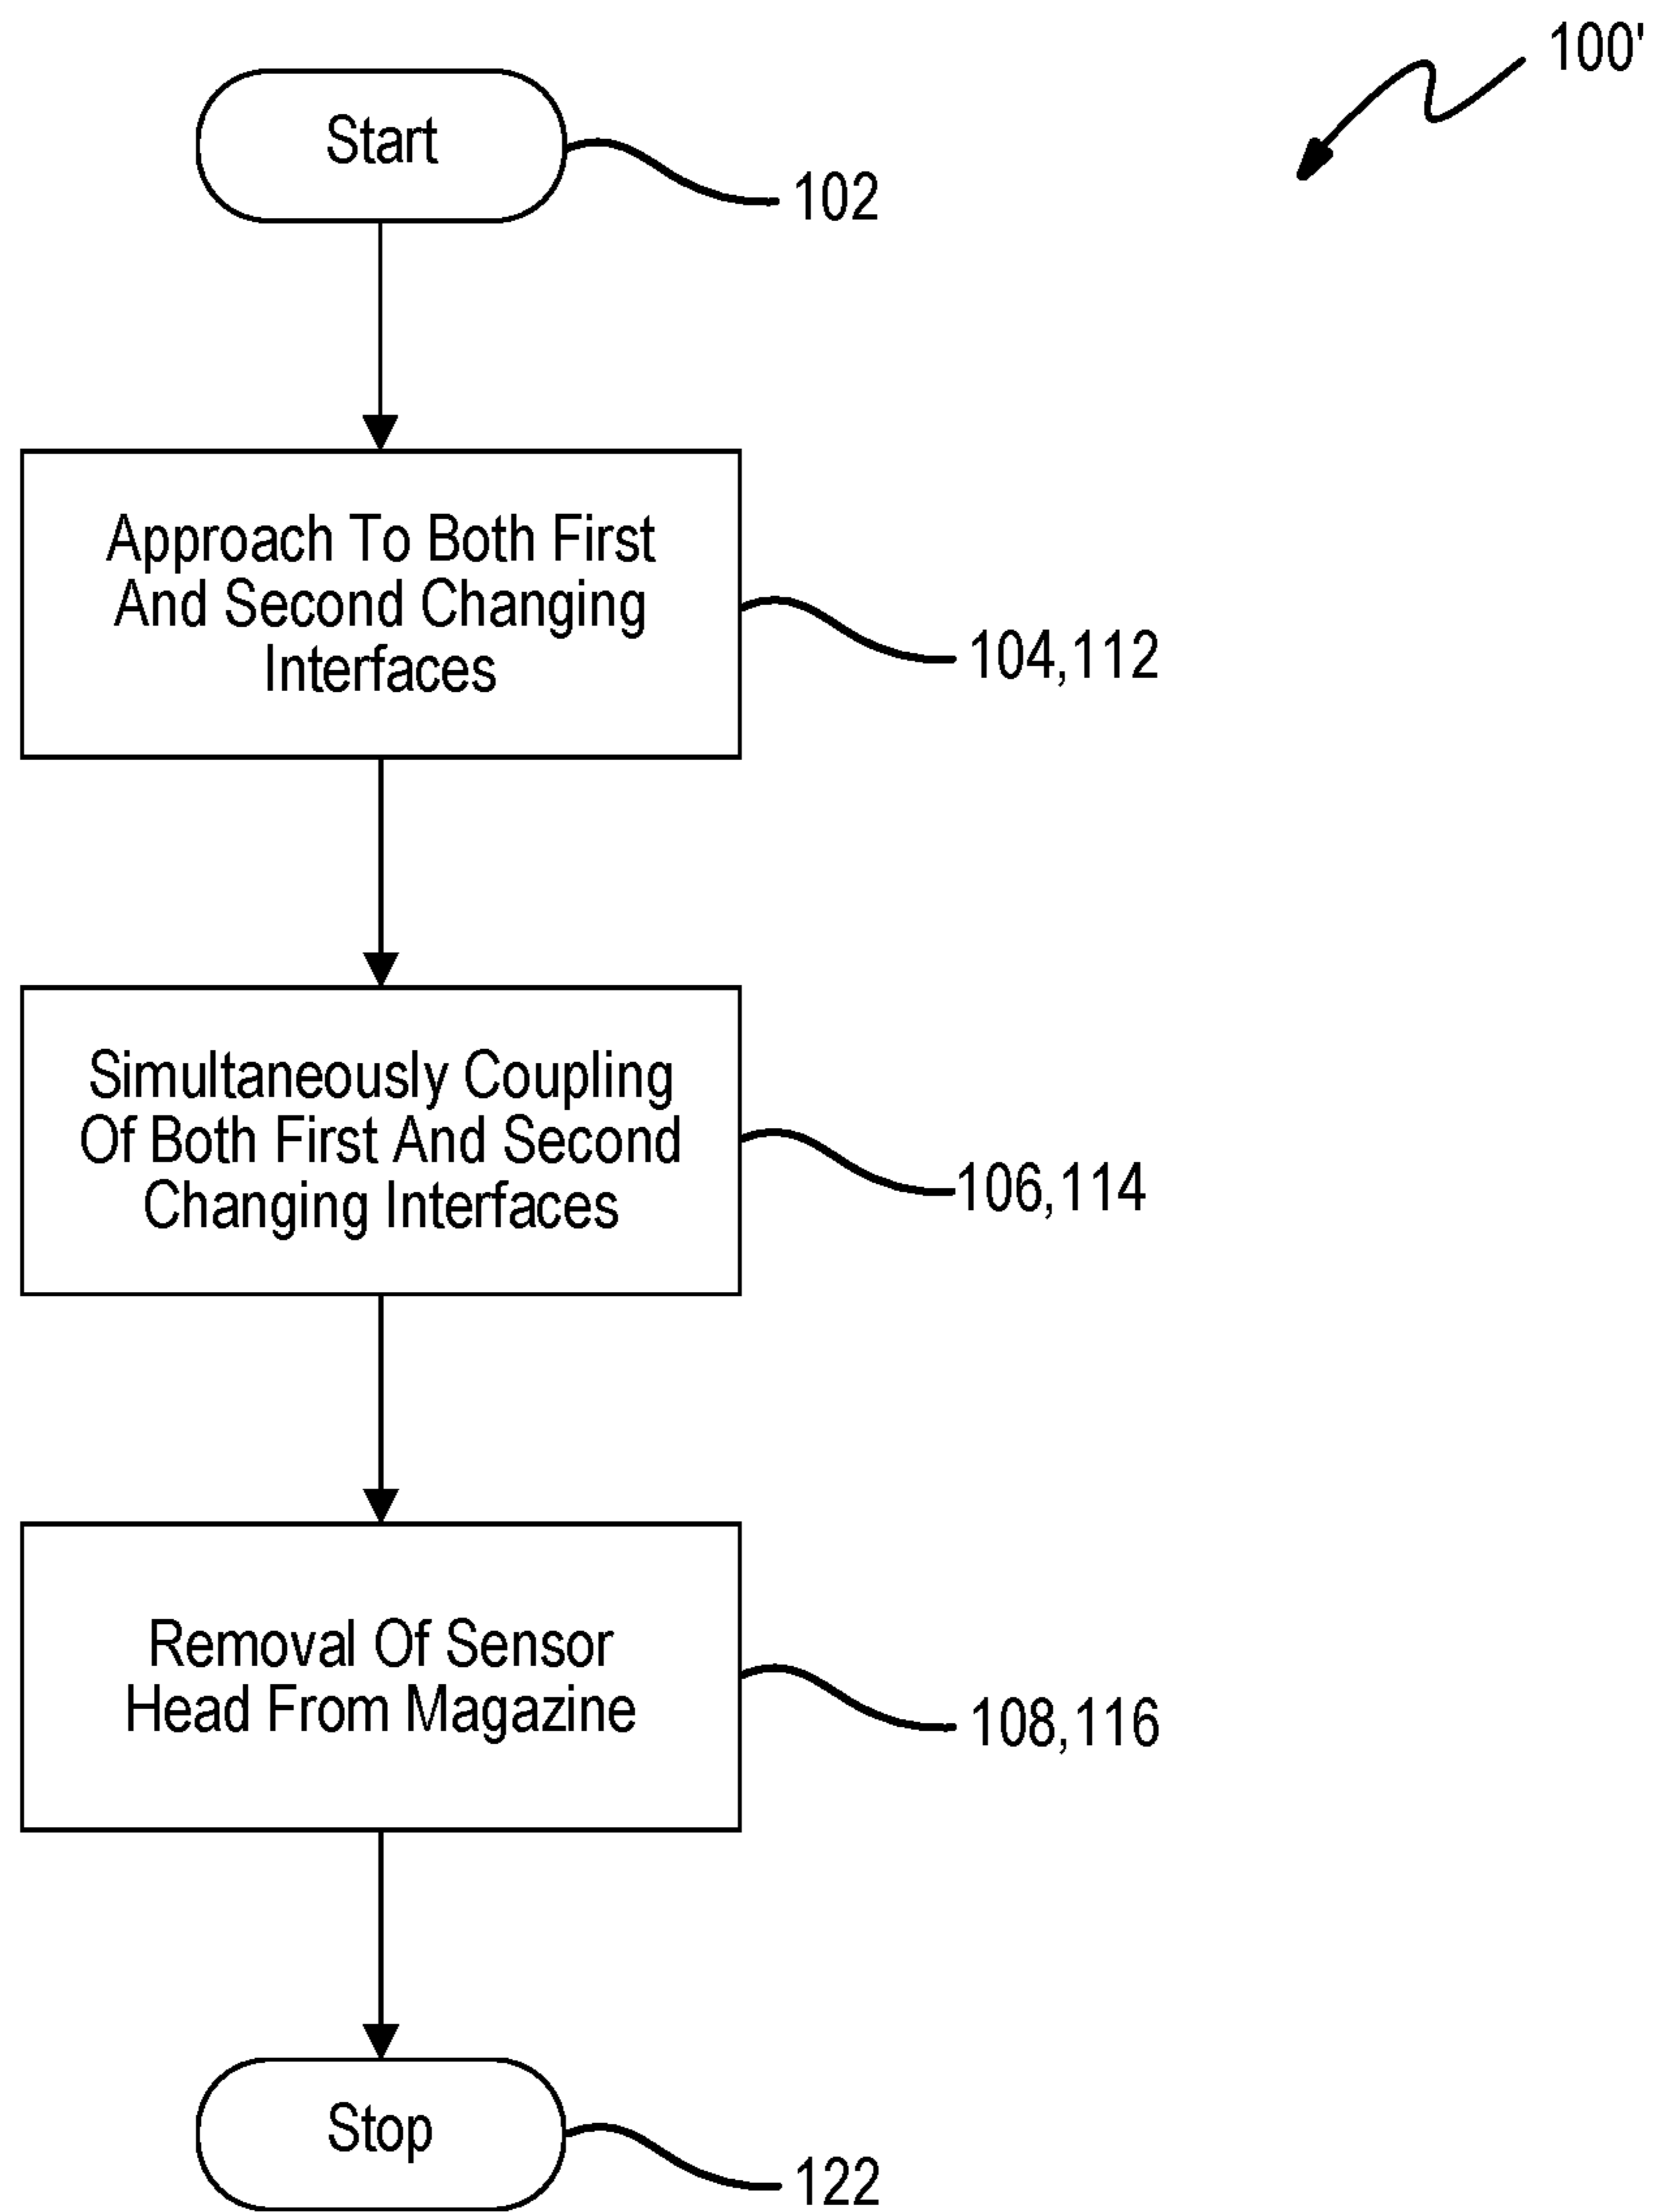 100'
Start
102
Approach To Both First
And Second Changing
Interfaces
104,112
Simultaneously Coupling
Of Both First And Second
Changing Interfaces
106,114
Removal Of Sensor
Head From Magazine
108,116
Stop
122